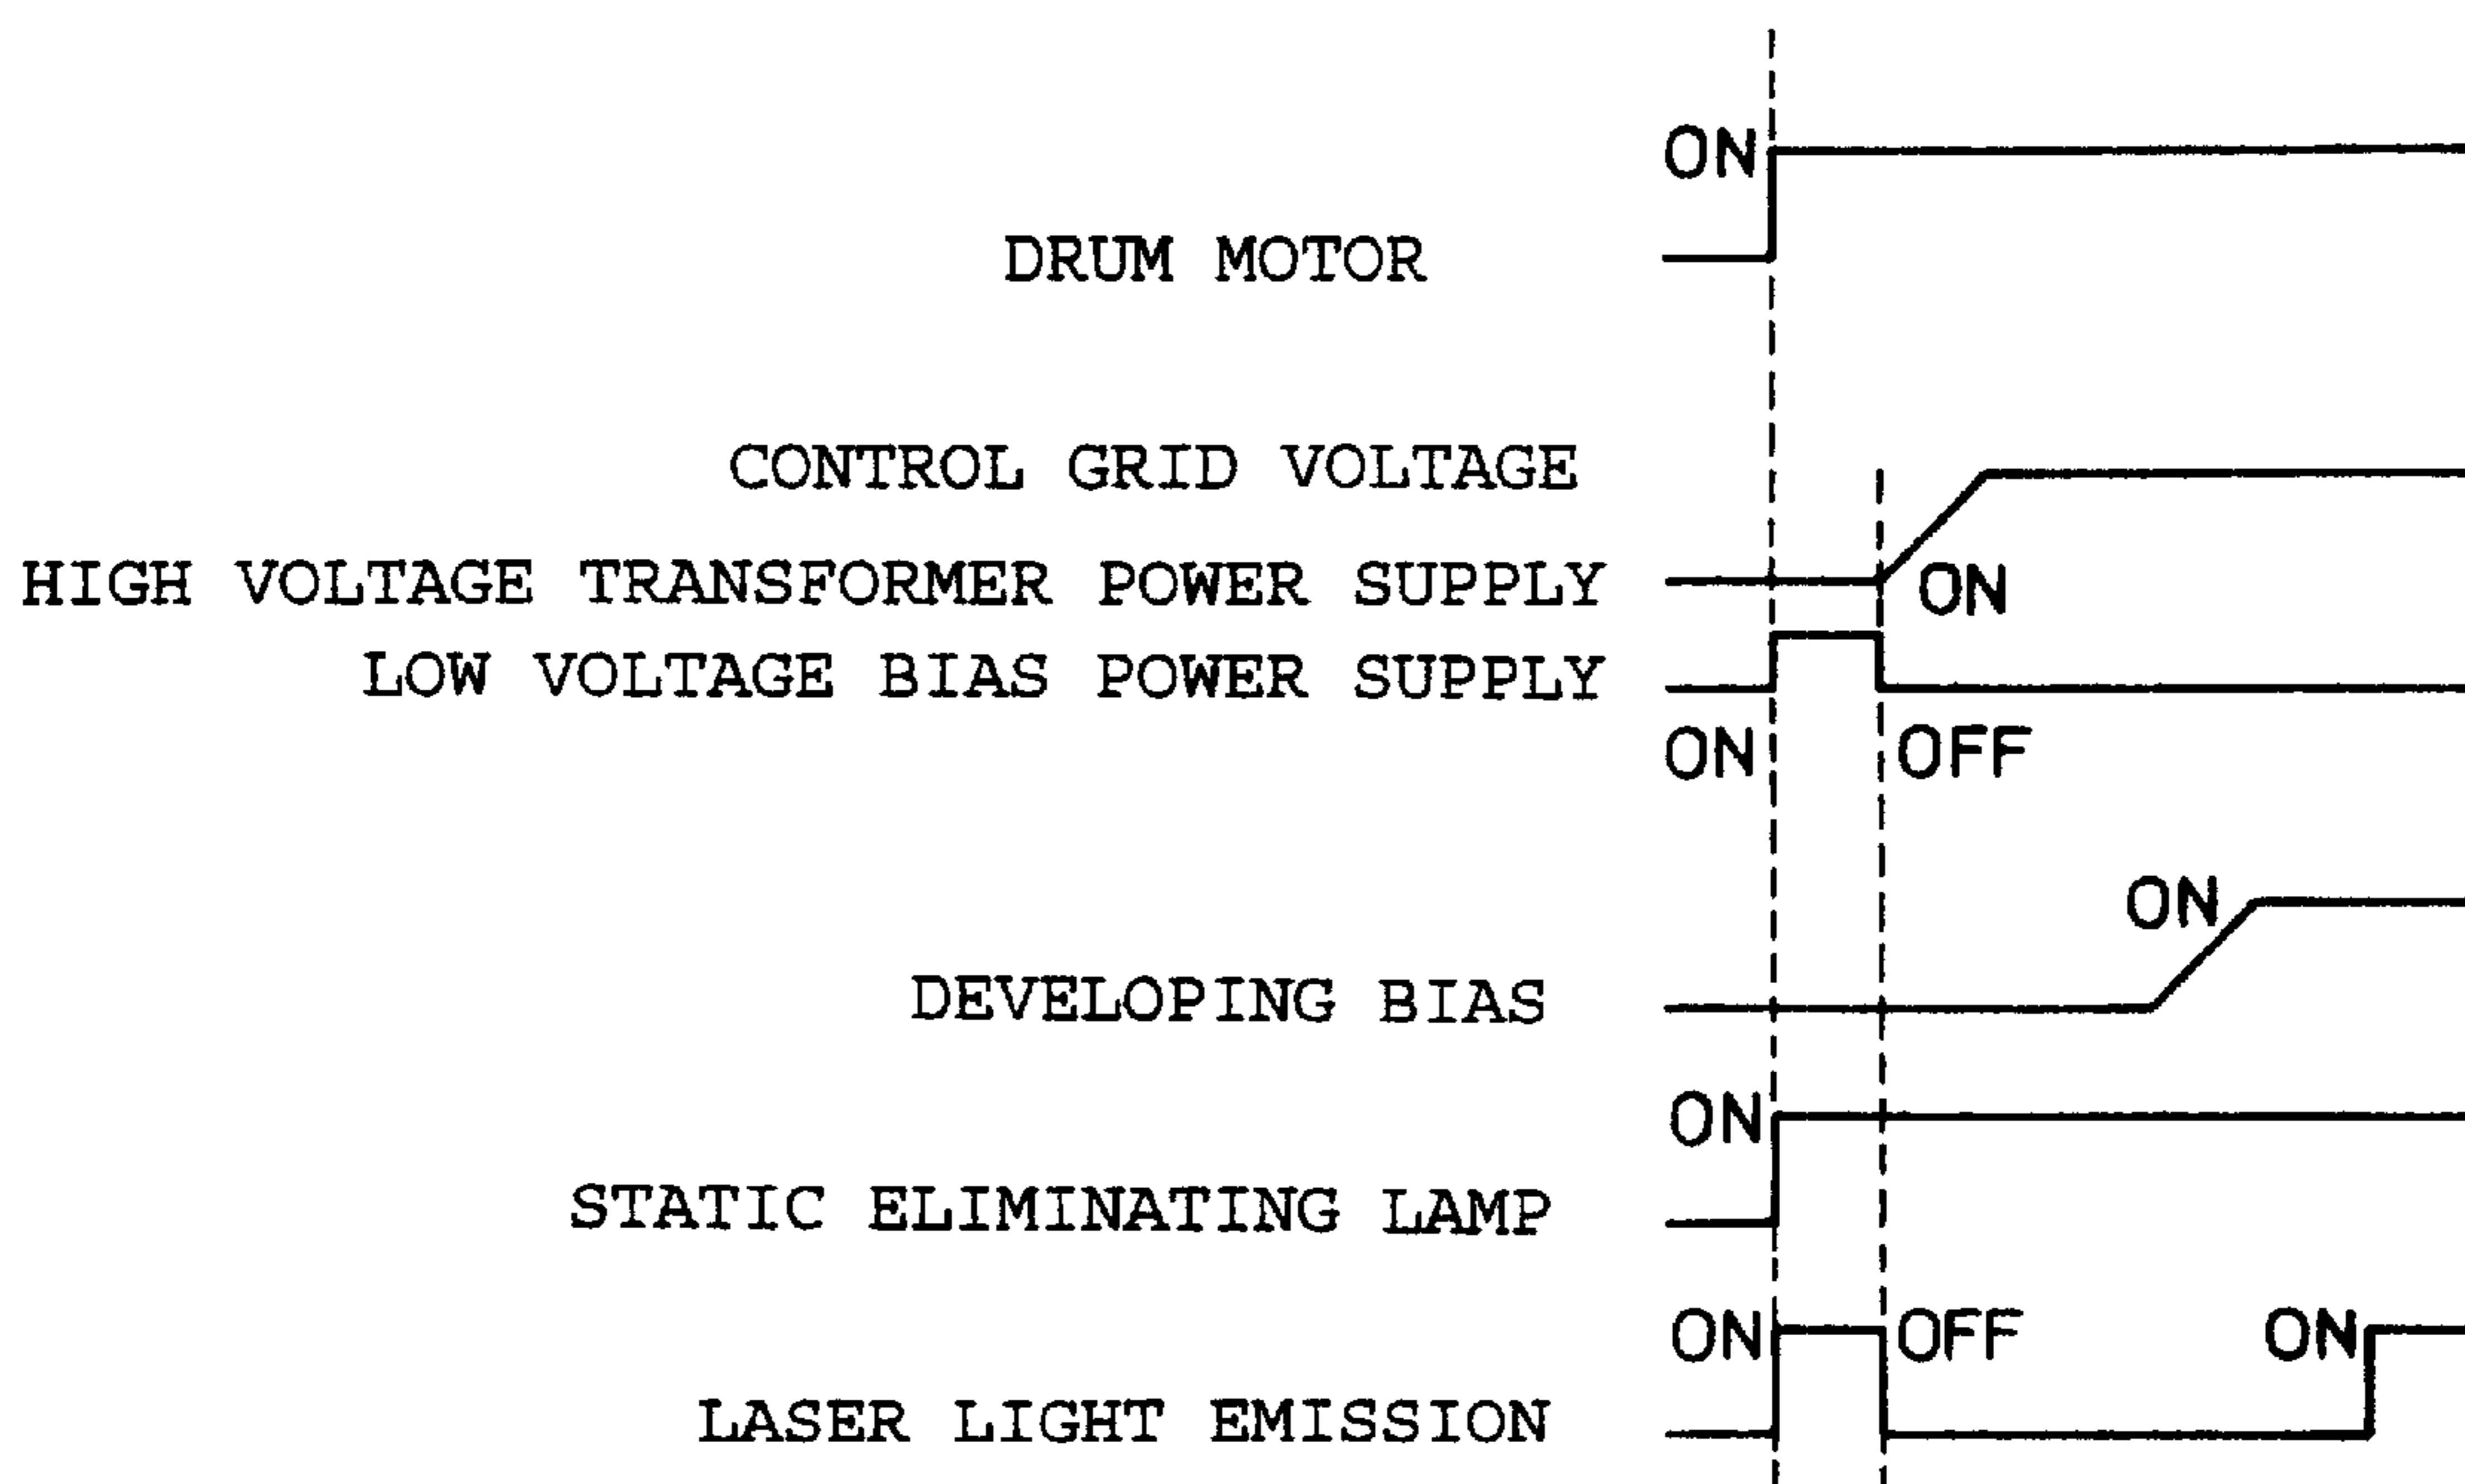 ON
DRUM MOTOR
CONTROL GRID VOLTAGE
HIGH VOLTAGE TRANSFORMER POWER SUPPLY
ON
LOW VOLTAGE BIAS POWER SUPPLY
ON
OFF
ON
DEVELOPING BIAS
ON
STATIC ELIMINATING LAMP
ON
OFF
ON
LASER LIGHT EMISSION